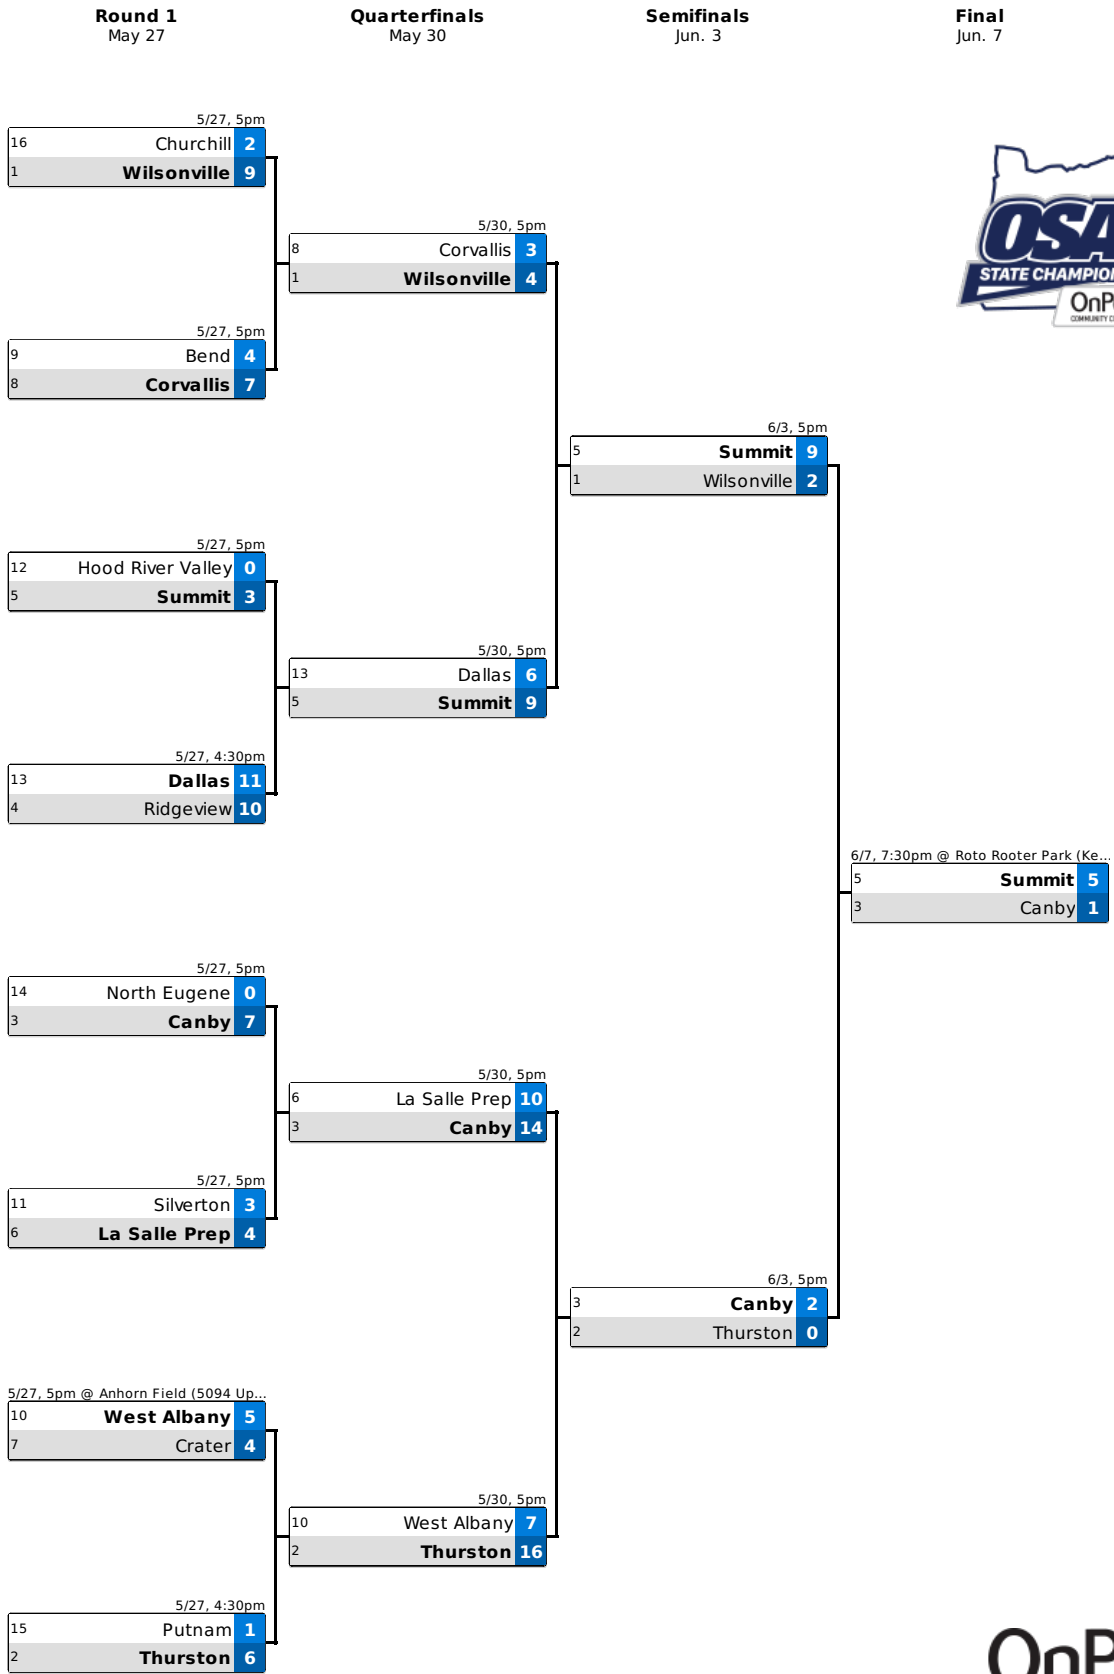 Round 1
May 27
Quarterfinals
May 30
Semifinals
Jun. 3
Final
Jun. 7
5/27, 5pm
16 Churchill 2
1 Wilsonville 9
5/30, 5pm
8 Corvallis 3
1 Wilsonville 4
OSA
STATE CHAMPION
OnP
5/27, 5pm
9 Bend 4
8 Corvallis 7
6/3, 5pm
5 Summit 9
1 Wilsonville 2
5/27, 5pm
12 Hood River Valley 0
5 Summit 3
5/30, 5pm
13 Dallas 6
5 Summit 9
5/27, 4:30pm
13 Dallas 11
4 Ridgeview 10
6/7, 7:30pm @ Roto Rooter Park (Ke...
5 Summit 5
3 Canby 1
5/27, 5pm
14 North Eugene 0
3 Canby 7
5/30, 5pm
6 La Salle Prep 10
3 Canby 14
5/27, 5pm
11 Silverton 3
6 La Salle Prep 4
6/3, 5pm
3 Canby 2
2 Thurston 0
5/27, 5pm @ Anhorn Field (5094 Up...
10 West Albany 5
7 Crater 4
5/30, 5pm
10 West Albany 7
2 Thurston 16
5/27, 4:30pm
15 Putnam 1
2 Thurston 6
OnP